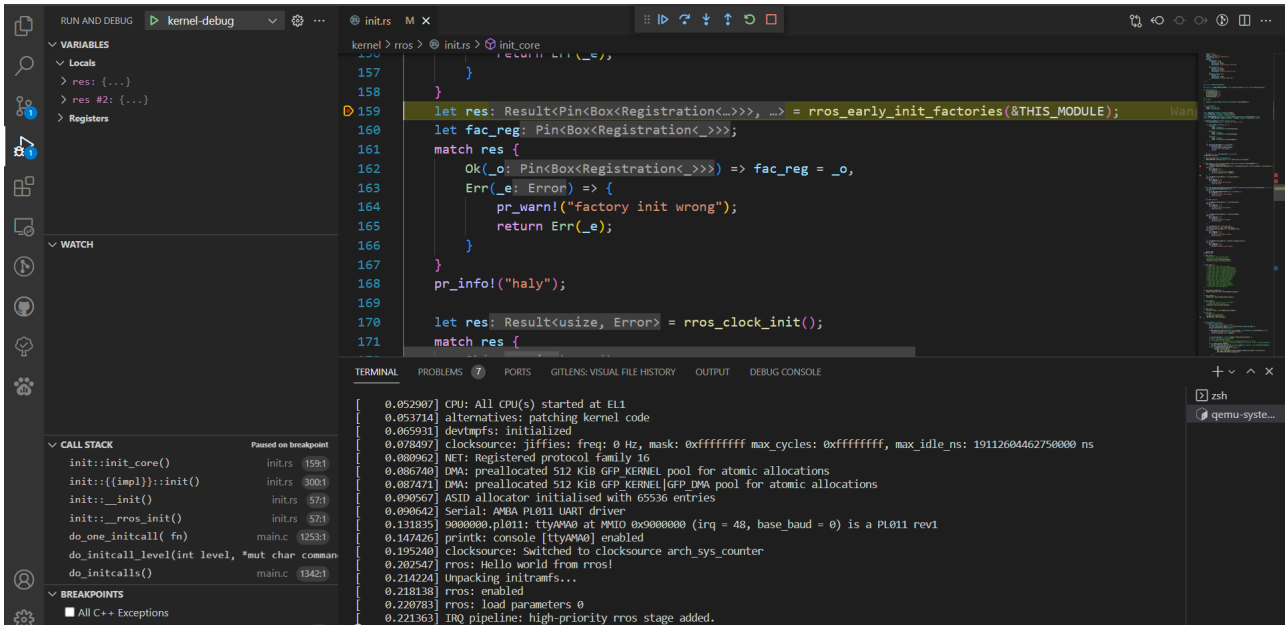 RUN AND DEBUG kernel-debug
VARIABLES
Locals
res: {...}
res #2: {...}
Registers
WATCH
CALL STACK Paused on breakpoint
init::init_core() init.rs 159:1
init::{{impl}}::init() init.rs 300:1
init::__init() init.rs 57:1
init::__rros_init() init.rs 57:1
do_one_initcall( fn) main.c 1253:1
do_initcall_level(int level, *mut char comman
do_initcalls() main.c 1342:1
BREAKPOINTS
All C++ Exceptions
1
1
init.rs M
kernel > rros > init.rs > init_core
156 return Err(_e);
157 }
158 }
159 let res: Result<Pin<Box<Registration<…>>>, …> = rros_early_init_factories(&THIS_MODULE); Wan
160 let fac_reg: Pin<Box<Registration<_>>>;
161 match res {
162 Ok(_o: Pin<Box<Registration<_>>>) => fac_reg = _o,
163 Err(_e: Error) => {
164 pr_warn!("factory init wrong");
165 return Err(_e);
166 }
167 }
168 pr_info!("haly");
169
170 let res: Result<usize, Error> = rros_clock_init();
171 match res {
TERMINAL PROBLEMS 7 PORTS GITLENS: VISUAL FILE HISTORY OUTPUT DEBUG CONSOLE
[ 0.052907] CPU: All CPU(s) started at EL1
[ 0.053714] alternatives: patching kernel code
[ 0.065931] devtmpfs: initialized
[ 0.078497] clocksource: jiffies: freq: 0 Hz, mask: 0xffffffff max_cycles: 0xffffffff, max_idle_ns: 19112604462750000 ns
[ 0.080962] NET: Registered protocol family 16
[ 0.086740] DMA: preallocated 512 KiB GFP_KERNEL pool for atomic allocations
[ 0.087471] DMA: preallocated 512 KiB GFP_KERNEL|GFP_DMA pool for atomic allocations
[ 0.090567] ASID allocator initialised with 65536 entries
[ 0.090642] Serial: AMBA PL011 UART driver
[ 0.131835] 9000000.pl011: ttyAMA0 at MMIO 0x9000000 (irq = 48, base_baud = 0) is a PL011 rev1
[ 0.147426] printk: console [ttyAMA0] enabled
[ 0.195240] clocksource: Switched to clocksource arch_sys_counter
[ 0.202547] rros: Hello world from rros!
[ 0.214224] Unpacking initramfs...
[ 0.218138] rros: enabled
[ 0.220783] rros: load parameters 0
[ 0.221363] IRQ pipeline: high-priority rros stage added.
zsh
qemu-syste...